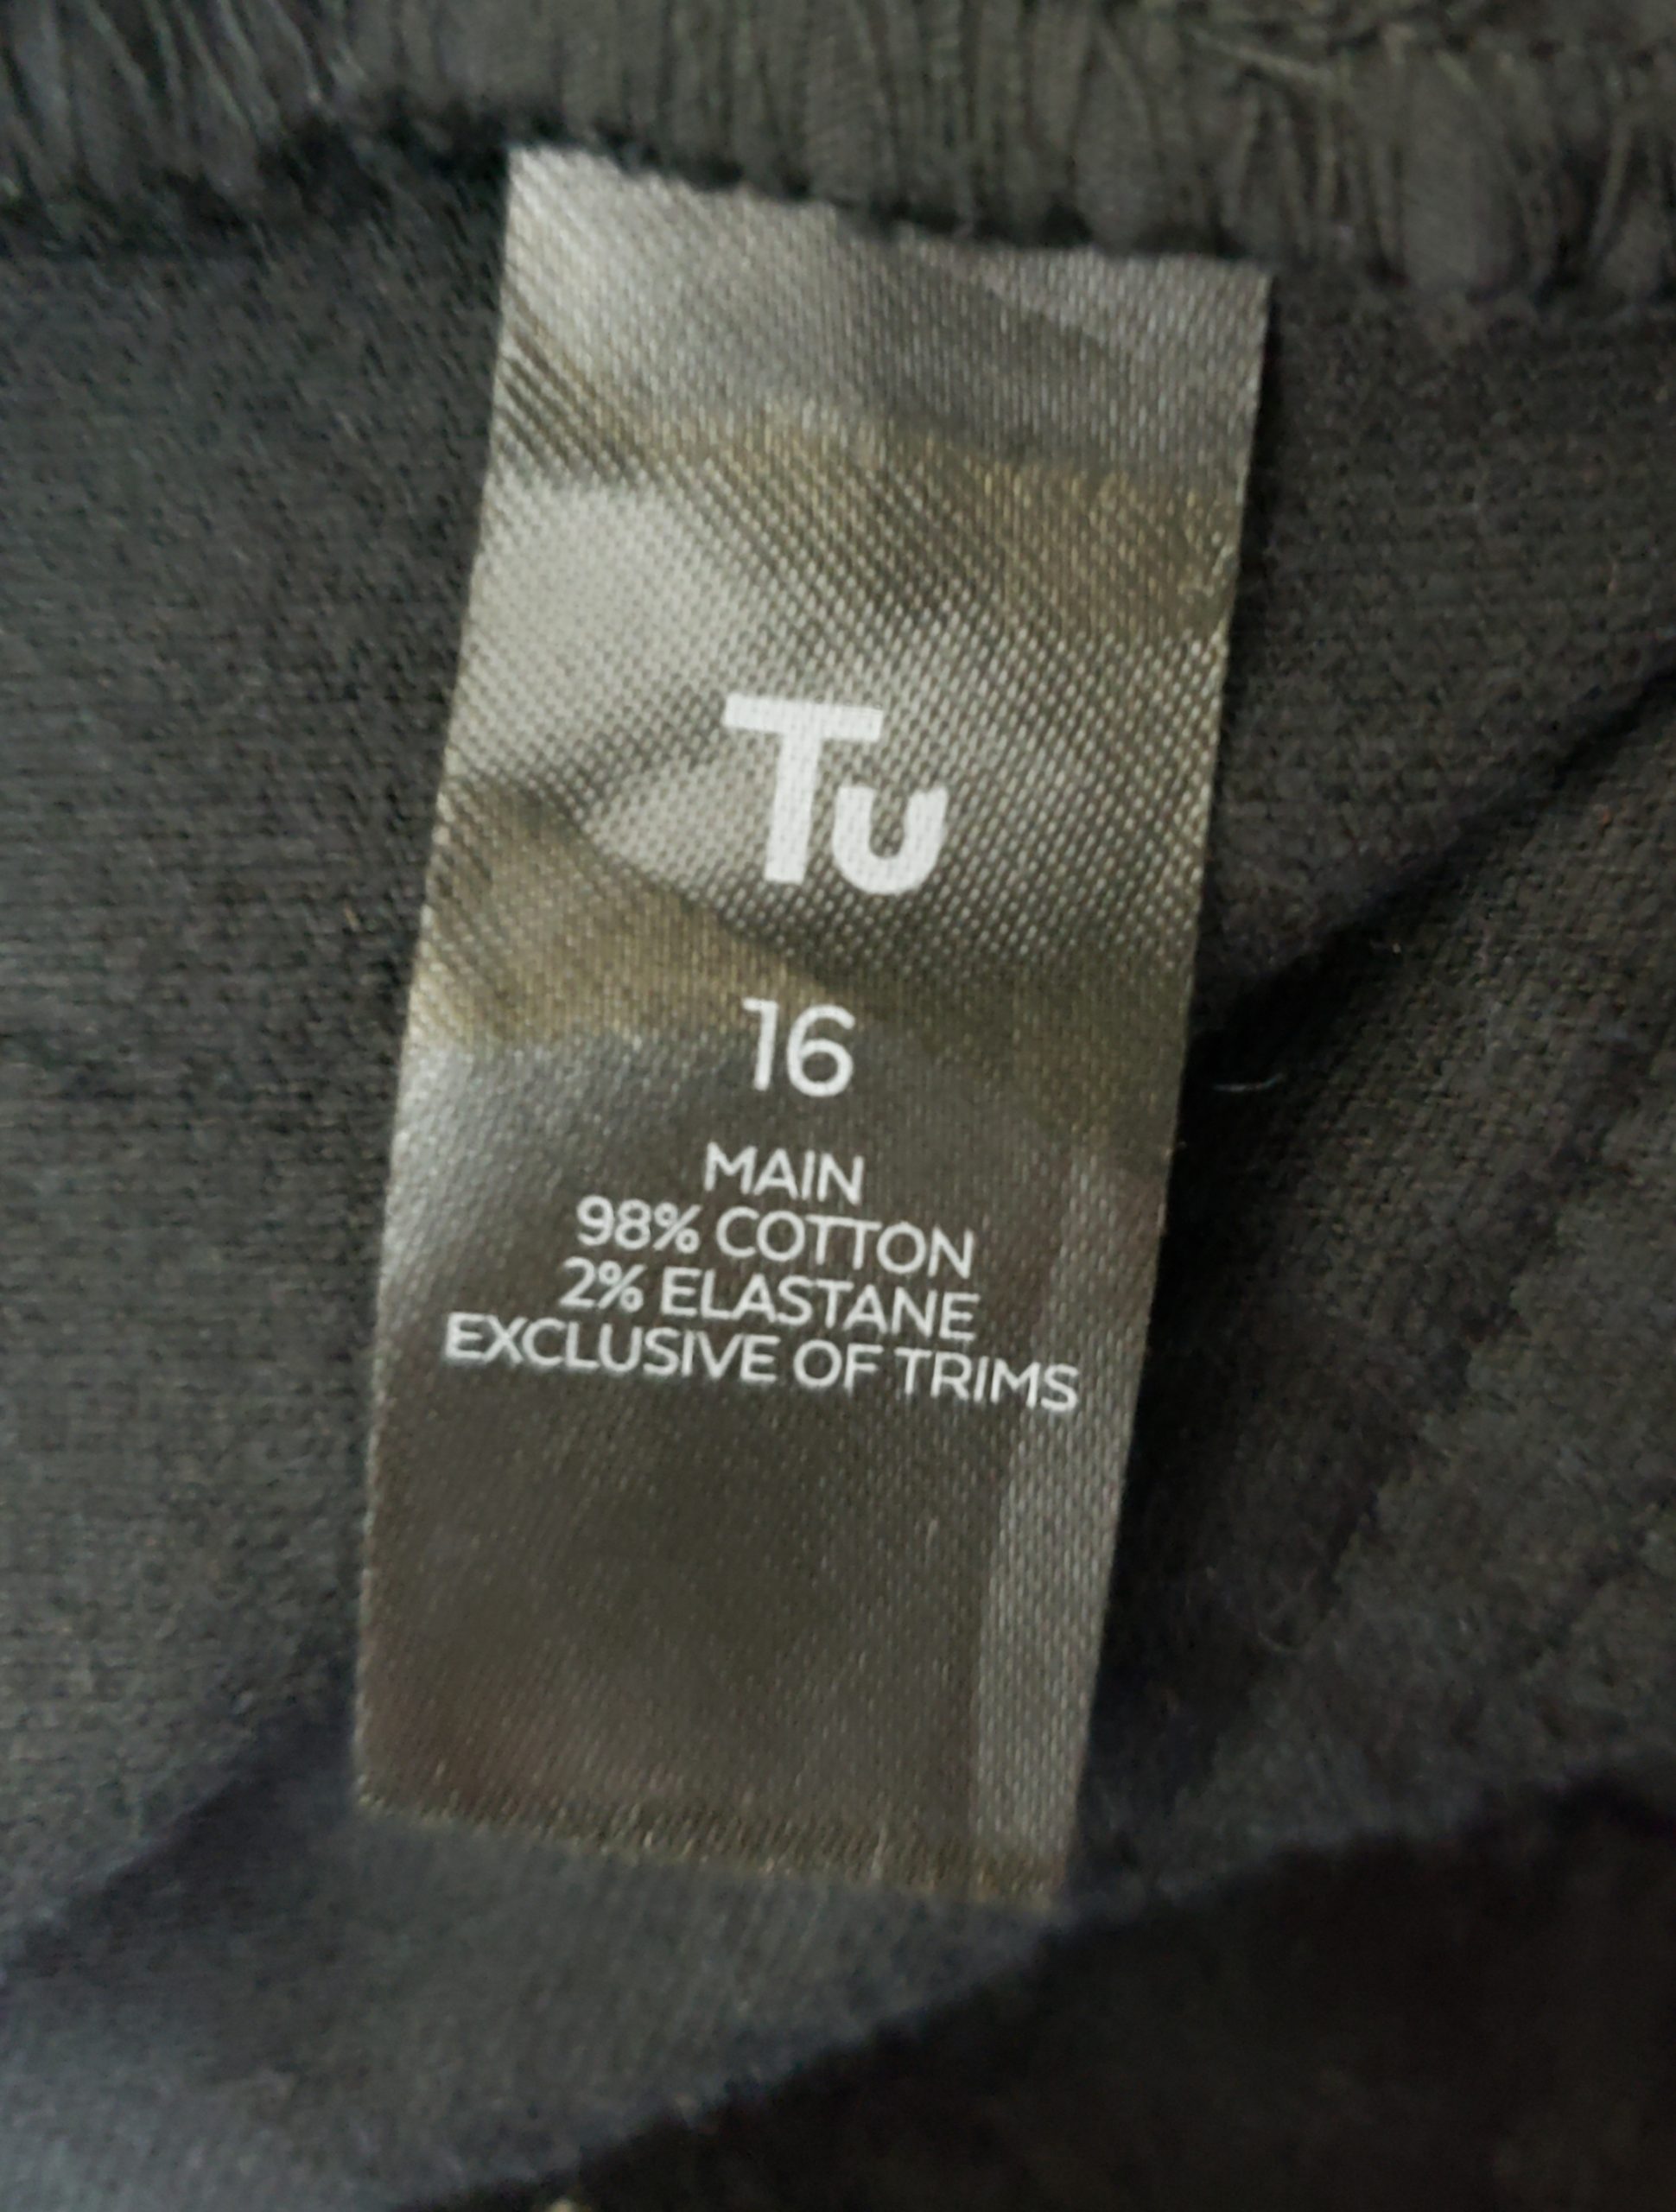 Tu
16
MAIN
98% COTTON
2% ELASTANE
EXCLUSIVE OF TRIMS